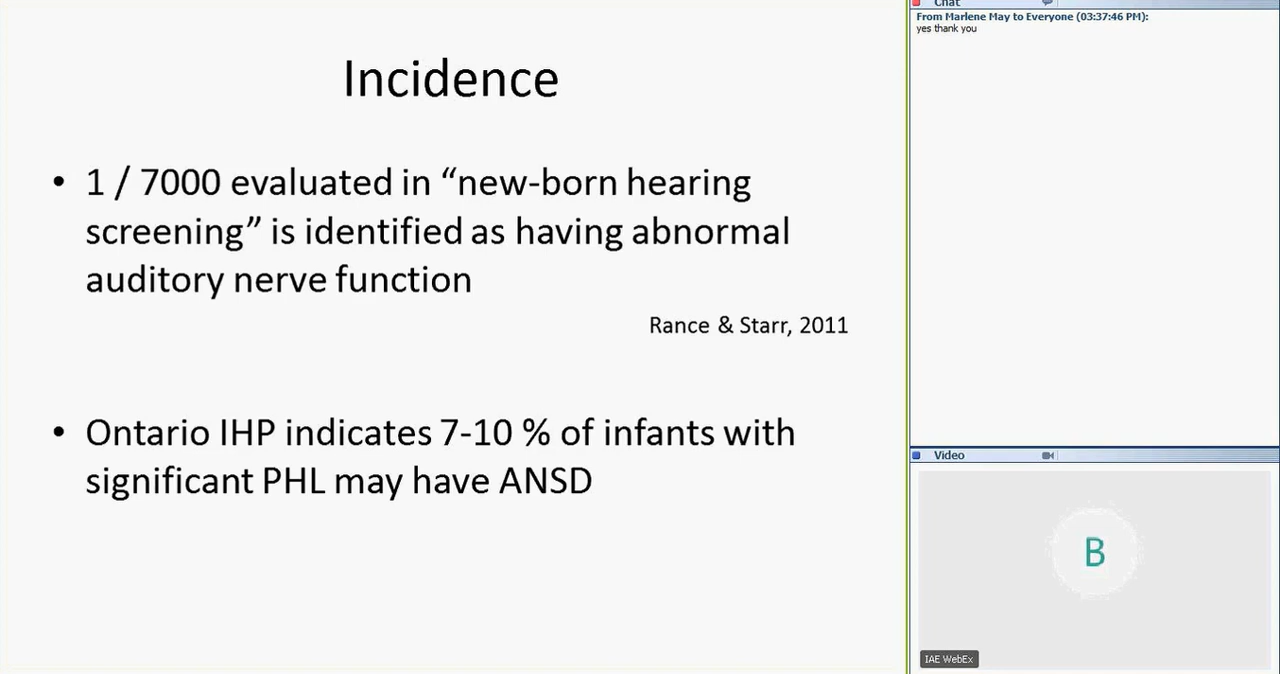 Incidence
• 1 / 7000 evaluated in “new-born hearing
screening” is identified as having abnormal
auditory nerve function
Rance & Starr, 2011
• Ontario IHP indicates 7-10 % of infants with
significant PHL may have ANSD
Chat
From Marlene May to Everyone (03:37:46 PM):
yes thank you
Video
B
IAE WebEx